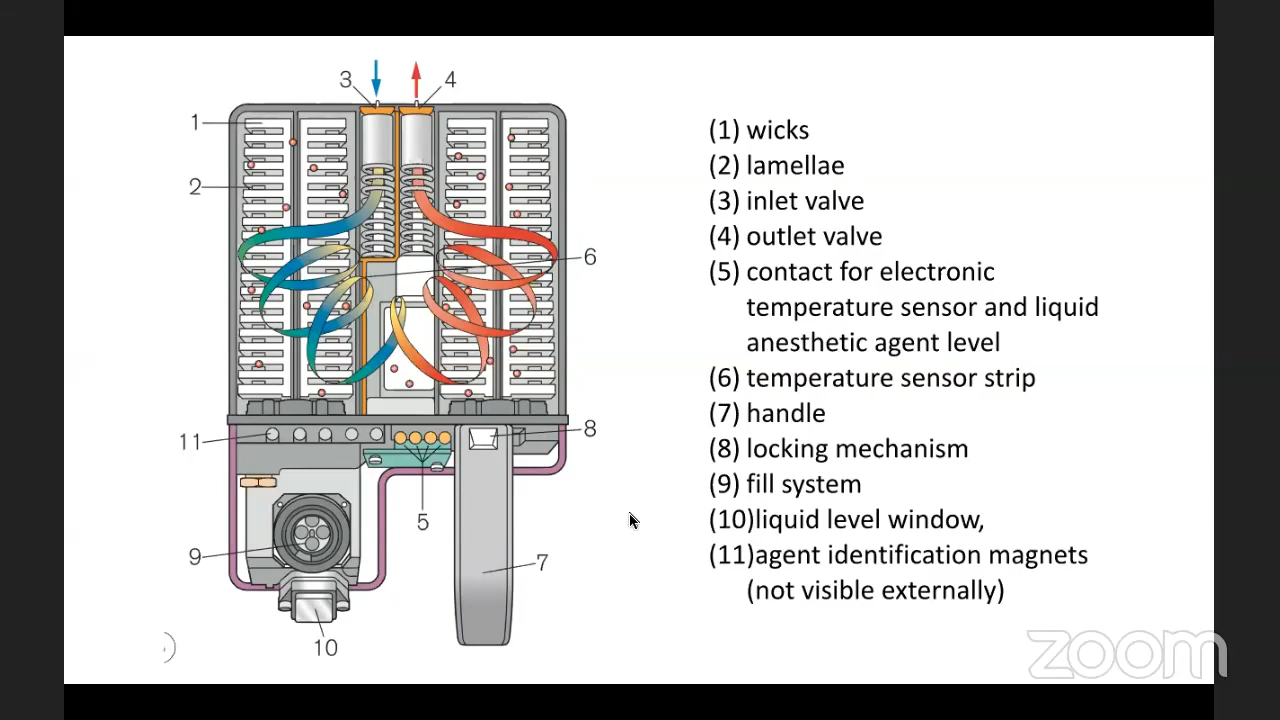 3
4
1
2
6
11
8
5
9
7
10
(1) wicks
(2) lamellae
(3) inlet valve
(4) outlet valve
(5) contact for electronic
temperature sensor and liquid
anesthetic agent level
(6) temperature sensor strip
(7) handle
(8) locking mechanism
(9) fill system
(10)liquid level window,
(11)agent identification magnets
(not visible externally)
zoom